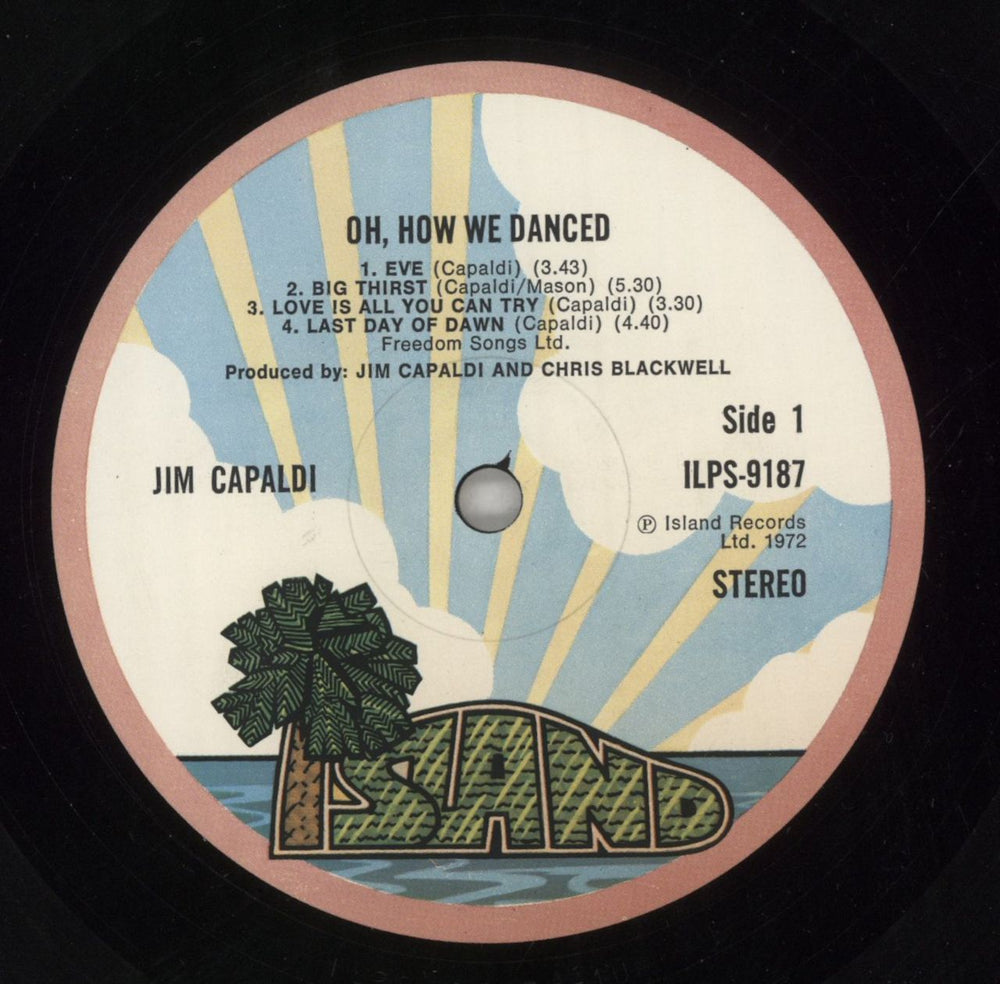 OH, HOW WE DANCED
1. EVE (Capaldi) (3.43)
2. BIG THIRST (Capaldi/Mason) (5.30)
3. LOVE IS ALL YOU CAN TRY (Capaldi) (3.30)
4. LAST DAY OF DAWN (Capaldi) (4.40)
Freedom Songs Ltd.
Produced by: JIM CAPALDI AND CHRIS BLACKWELL
Side 1
JIM CAPALDI
ILPS-9187
Ⓟ Island Records
Ltd. 1972
STEREO
ISLAND